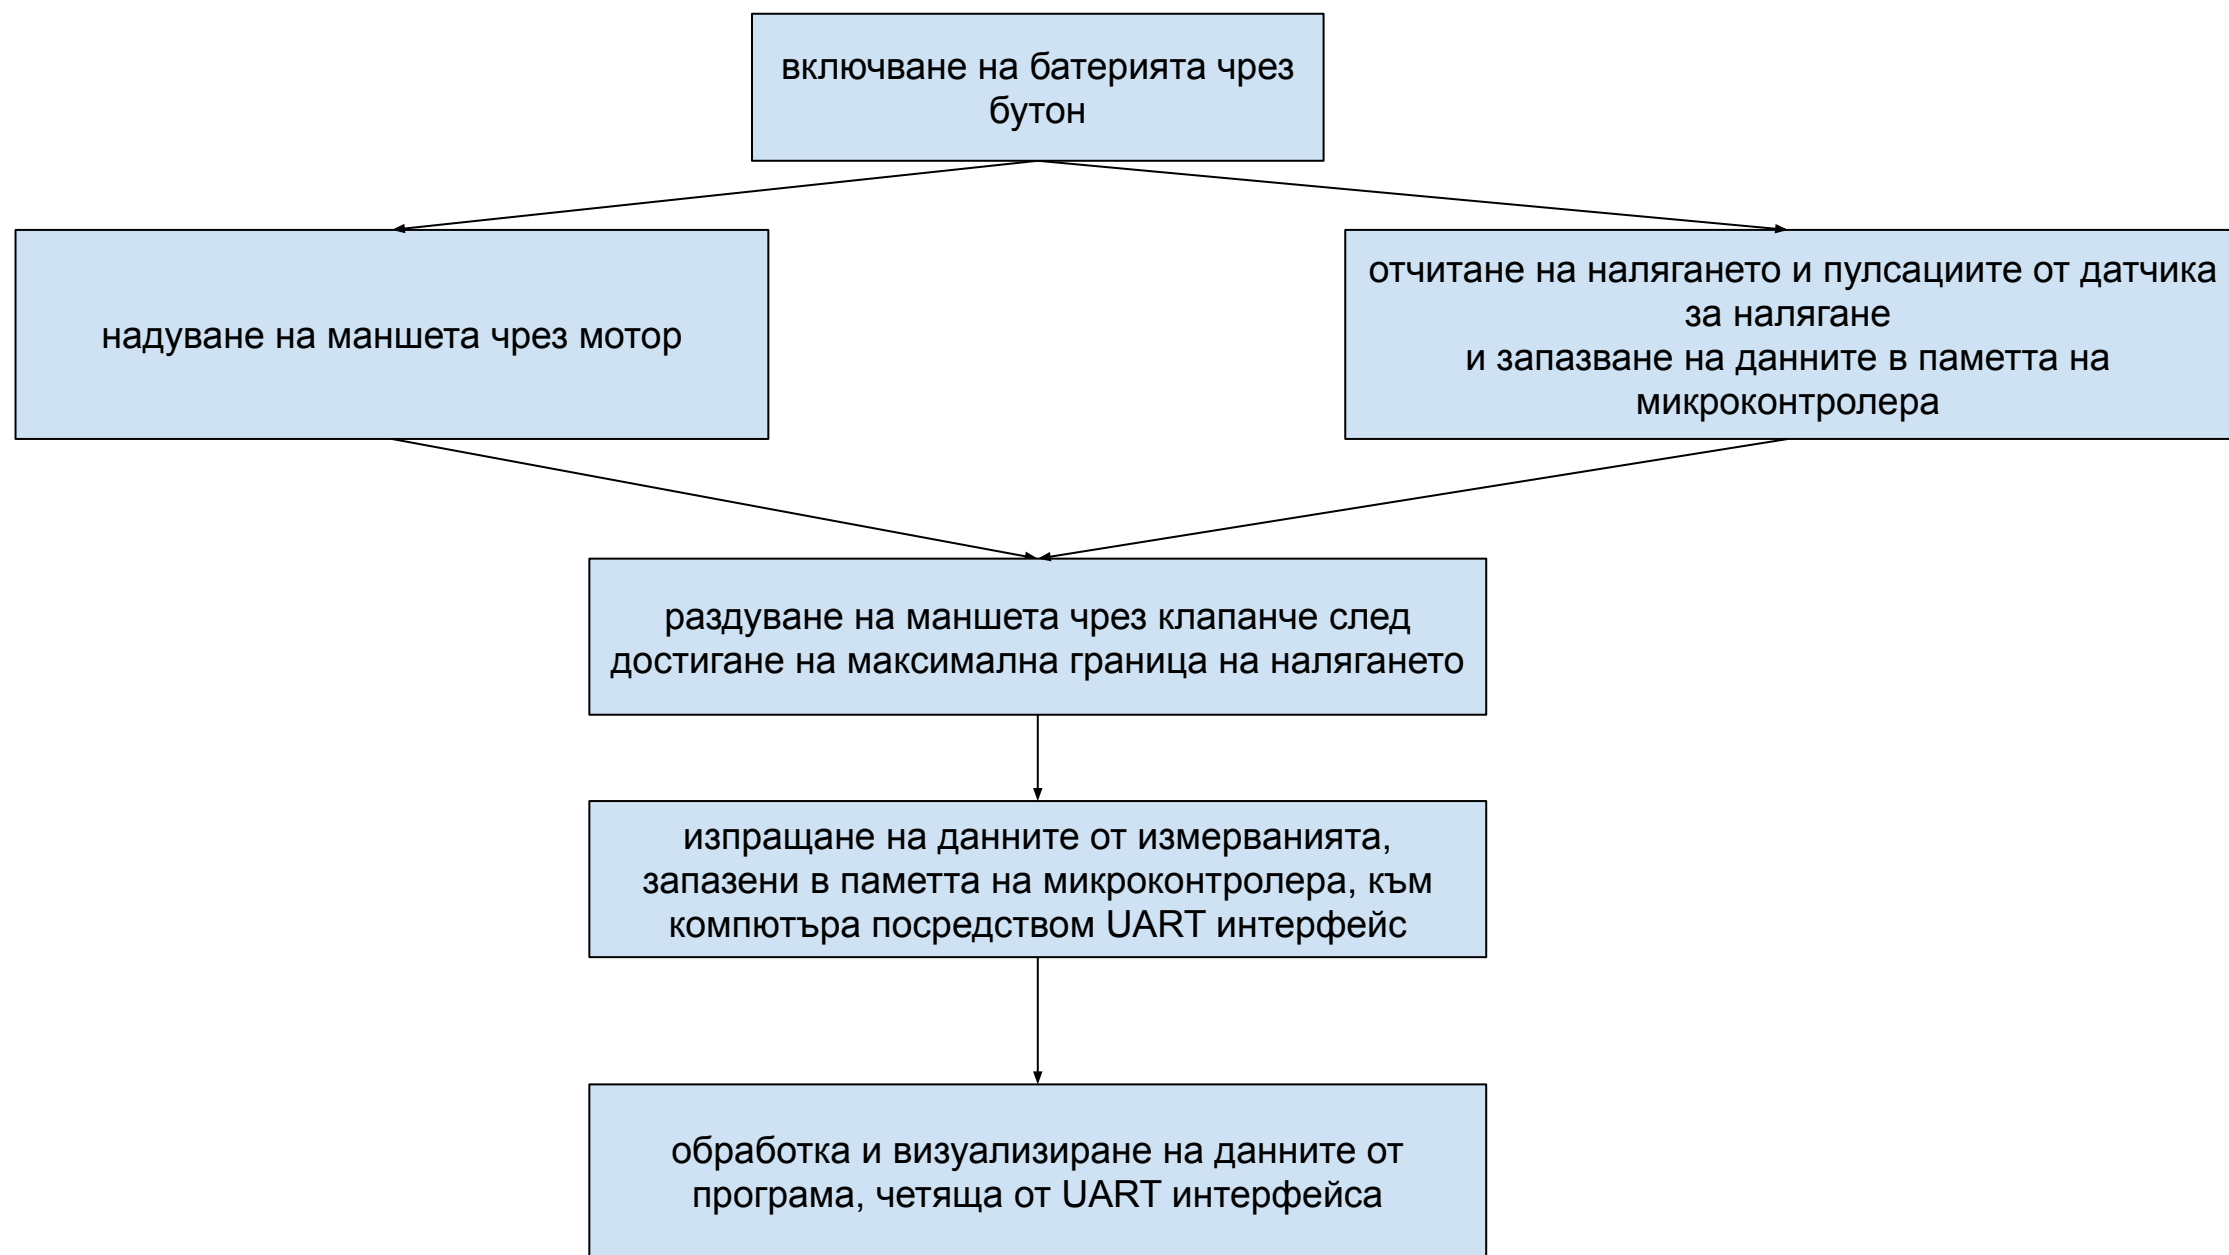 включване на батерията чрез
бутон
надуване на маншета чрез мотор
отчитане на налягането и пулсациите от датчика
за налягане
и запазване на данните в паметта на
микроконтролера
раздуване на маншета чрез клапанче след
достигане на максимална граница на налягането
изпращане на данните от измерванията,
запазени в паметта на микроконтролера, към
компютъра посредством UART интерфейс
обработка и визуализиране на данните от
програма, четяща от UART интерфейса